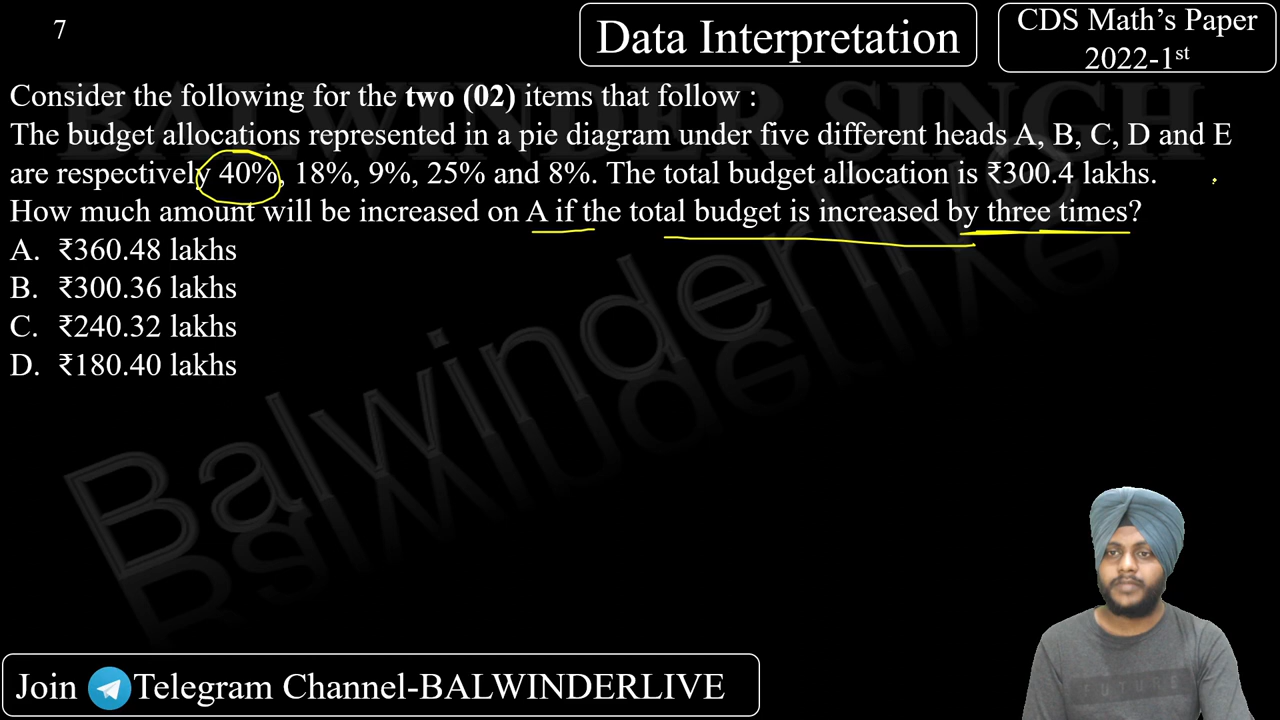 7
Data Interpretation
CDS Math's Paper
2022-1st
BALWINDER SINGH
Consider the following for the two (02) items that follow :
The budget allocations represented in a pie diagram under five different heads A, B, C, D and E
are respectively 40%, 18%, 9%, 25% and 8%. The total budget allocation is ₹300.4 lakhs.
How much amount will be increased on A if the total budget is increased by three times?
A. ₹360.48 lakhs
B. ₹300.36 lakhs
C. ₹240.32 lakhs
D. ₹180.40 lakhs
Balwinderlive
FUTURE
Join Telegram Channel-BALWINDERLIVE